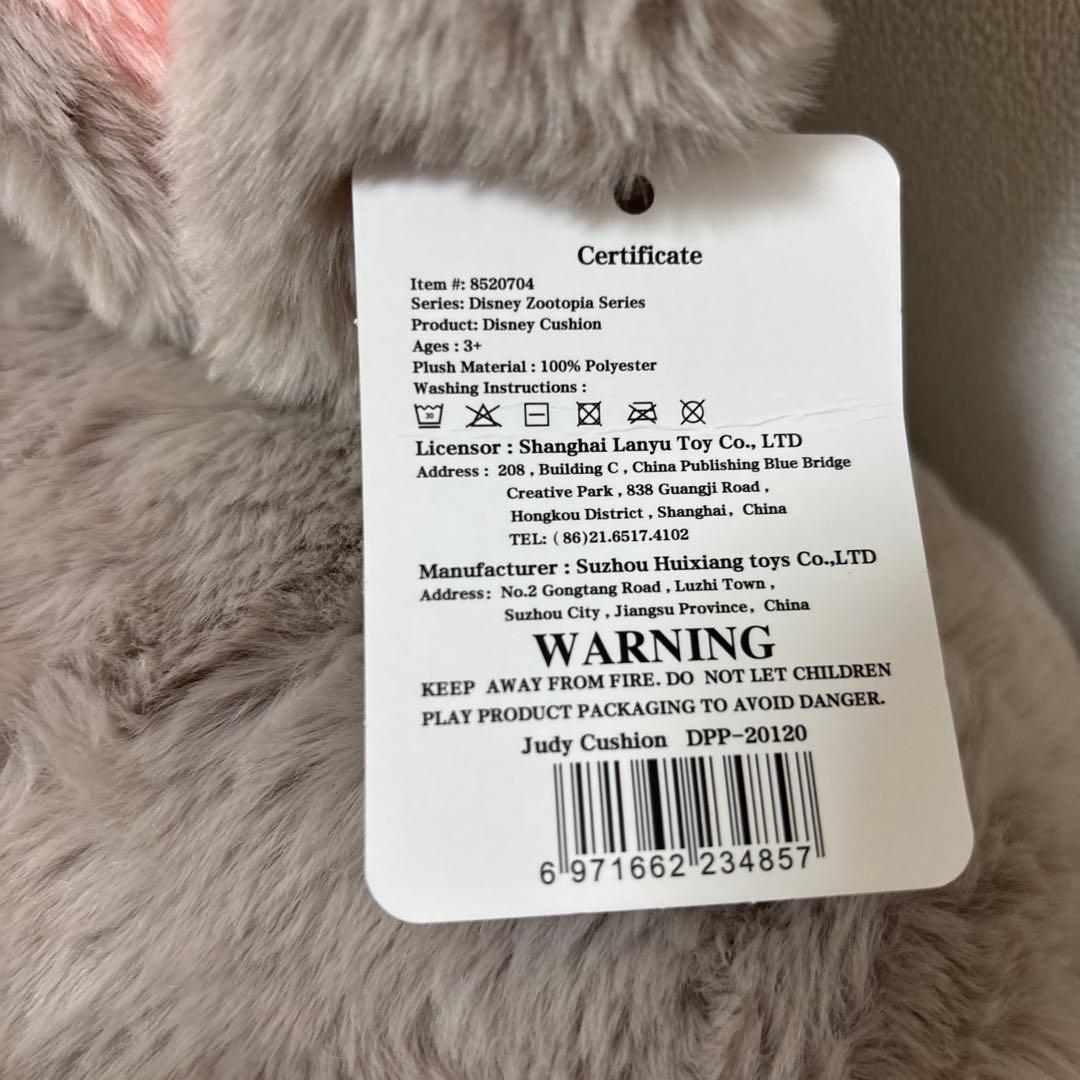 Certificate
Item #: 8520704
Series: Disney Zootopia Series
Product: Disney Cushion
Ages : 3+
Plush Material : 100% Polyester
Washing Instructions :
30
Licensor : Shanghai Lanyu Toy Co., LTD
Address : 208 , Building C , China Publishing Blue Bridge
Creative Park , 838 Guangji Road ,
Hongkou District , Shanghai, China
TEL: ( 86)21.6517.4102
Manufacturer : Suzhou Huixiang toys Co.,LTD
Address: No.2 Gongtang Road , Luzhi Town ,
Suzhou City , Jiangsu Province, China
WARNING
KEEP AWAY FROM FIRE. DO NOT LET CHILDREN
PLAY PRODUCT PACKAGING TO AVOID DANGER.
Judy Cushion DPP-20120
6 971662 234857